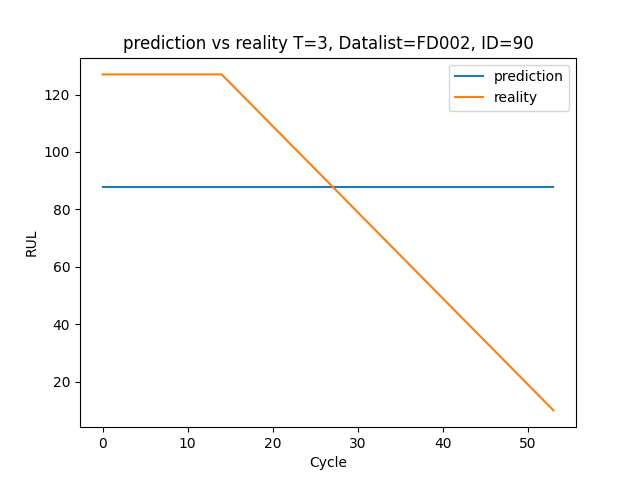 prediction vs reality T=3, Datalist=FD002, ID=90
prediction
reality
120
100
80
60
40
20
RUL
0 10 20 30 40 50
Cycle